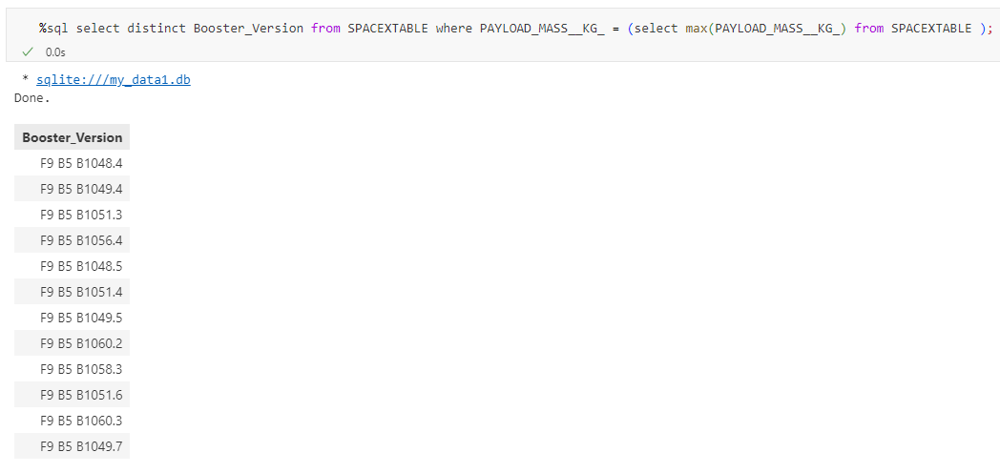 %sql select distinct Booster_Version from SPACEXTABLE where PAYLOAD_MASS__KG_ = (select max(PAYLOAD_MASS__KG_) from SPACEXTABLE );
0.0s
* sqlite:///my_data1.db
Done.
Booster_Version
F9 B5 B1048.4
F9 B5 B1049.4
F9 B5 B1051.3
F9 B5 B1056.4
F9 B5 B1048.5
F9 B5 B1051.4
F9 B5 B1049.5
F9 B5 B1060.2
F9 B5 B1058.3
F9 B5 B1051.6
F9 B5 B1060.3
F9 B5 B1049.7